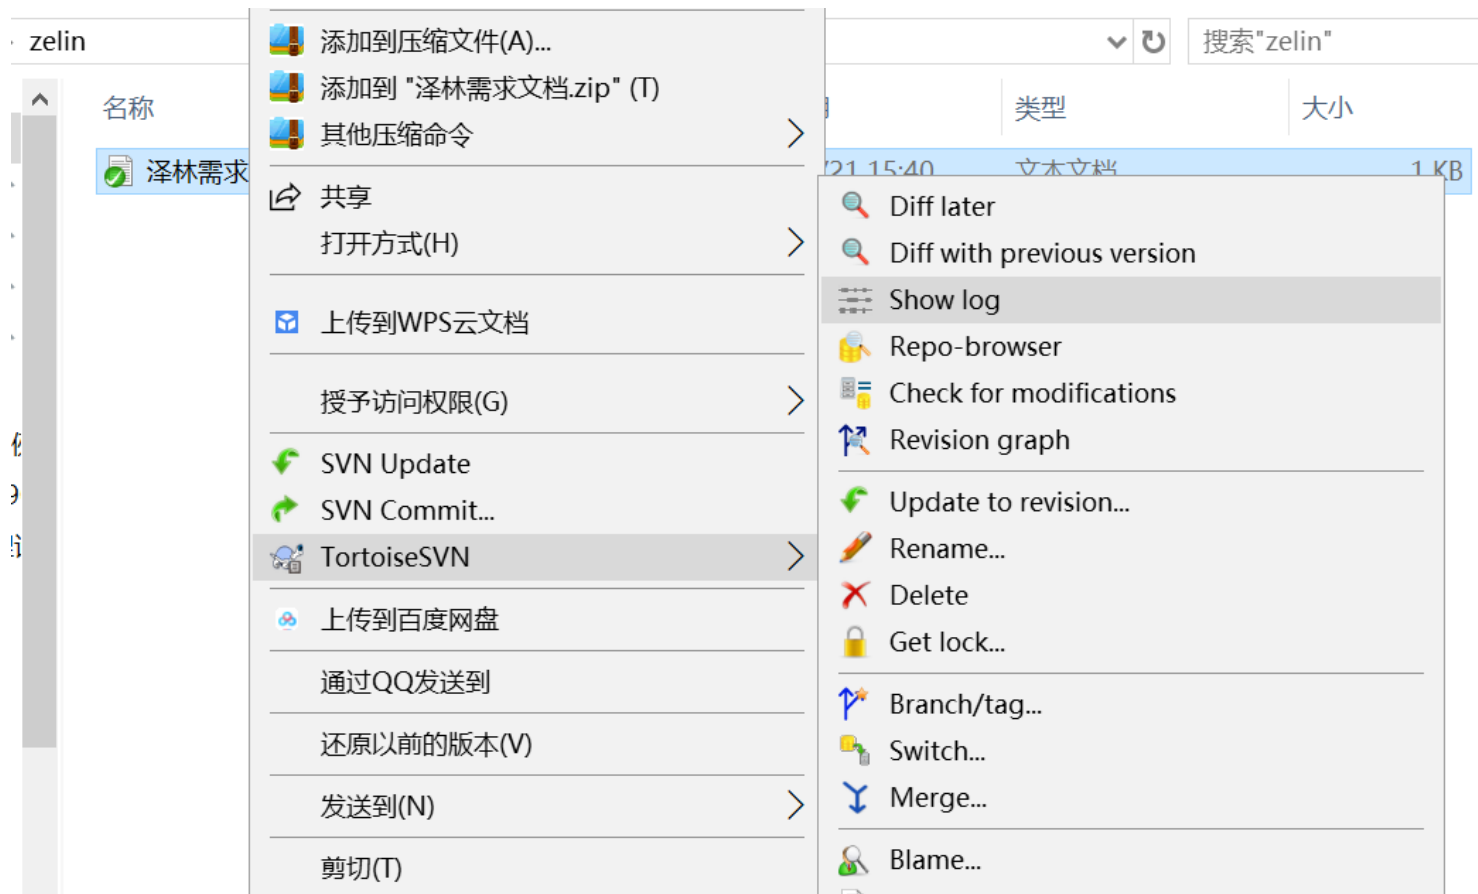 zelin
搜索"zelin"
名称
类型
大小
泽林需求
/21 15:40
文本文档
1 KB
添加到压缩文件(A)...
添加到 "泽林需求文档.zip" (T)
其他压缩命令
共享
打开方式(H)
上传到WPS云文档
授予访问权限(G)
SVN Update
SVN Commit...
TortoiseSVN
上传到百度网盘
通过QQ发送到
还原以前的版本(V)
发送到(N)
剪切(T)
Diff later
Diff with previous version
Show log
Repo-browser
Check for modifications
Revision graph
Update to revision...
Rename...
Delete
Get lock...
Branch/tag...
Switch...
Merge...
Blame...